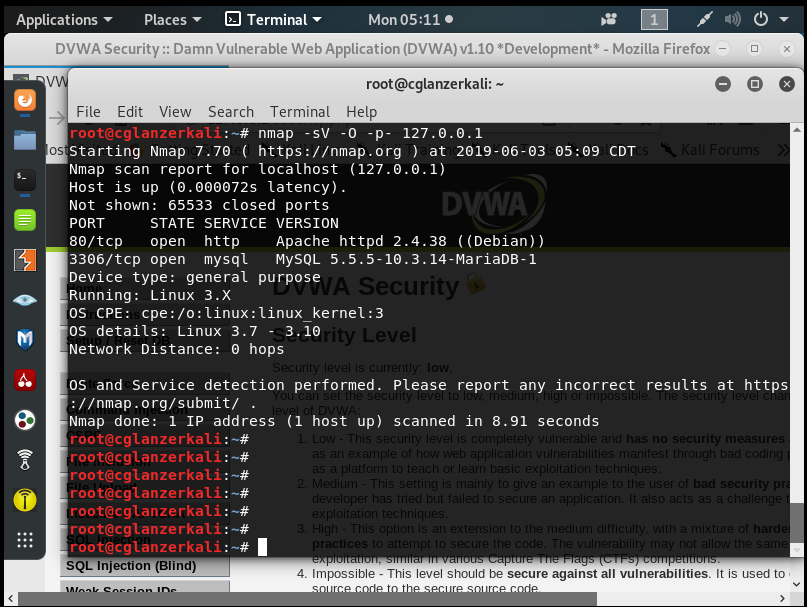 Applications Places Terminal Mon 05:11 1
DVWA Security :: Damn Vulnerable Web Application (DVWA) v1.10 *Development* - Mozilla Firefox
DVW
root@cglanzerkali: ~
File Edit View Search Terminal Help
root@cglanzerkali:~# nmap -sV -O -p- 127.0.0.1
Starting Nmap 7.70 ( https://nmap.org ) at 2019-06-03 05:09 CDT
Nmap scan report for localhost (127.0.0.1)
Kali Forums
Host is up (0.000072s latency).
Not shown: 65533 closed ports
DVWA
PORT STATE SERVICE VERSION
80/tcp open http Apache httpd 2.4.38 ((Debian))
3306/tcp open mysql MySQL 5.5.5-10.3.14-MariaDB-1
Device type: general purpose
DVWA Security
Running: Linux 3.X
OS CPE: cpe:/o:linux:linux_kernel:3
OS details: Linux 3.7 - 3.10
Security Level
Setup / Reset DB
Network Distance: 0 hops
Security level is currently: low.
OS and Service detection performed. Please report any incorrect results at https
You can set the security level to low, medium, high or impossible. The security level chan
://nmap.org/submit/ .
level of DVWA:
Nmap done: 1 IP address (1 host up) scanned in 8.91 seconds
root@cglanzerkali:~#
1. Low - This security level is completely vulnerable and has no security measures
root@cglanzerkali:~#
as an example of how web application vulnerabilities manifest through bad coding p
root@cglanzerkali:~#
as a platform to teach or learn basic exploitation techniques.
root@cglanzerkali:~#
2. Medium - This setting is mainly to give an example to the user of bad security pra
developer has tried but failed to secure an application. It also acts as a challenge t
root@cglanzerkali:~#
exploitation techniques.
root@cglanzerkali:~#
3. High - This option is an extension to the medium difficulty, with a mixture of harder
practices to attempt to secure the code. The vulnerability may not allow the same
root@cglanzerkali:~#
exploitation, similar in various Capture The Flags (CTFs) competitions.
SQL Injection (Blind)
4. Impossible - This level should be secure against all vulnerabilities. It is used to
source code to the secure source code.
Weak Session IDs